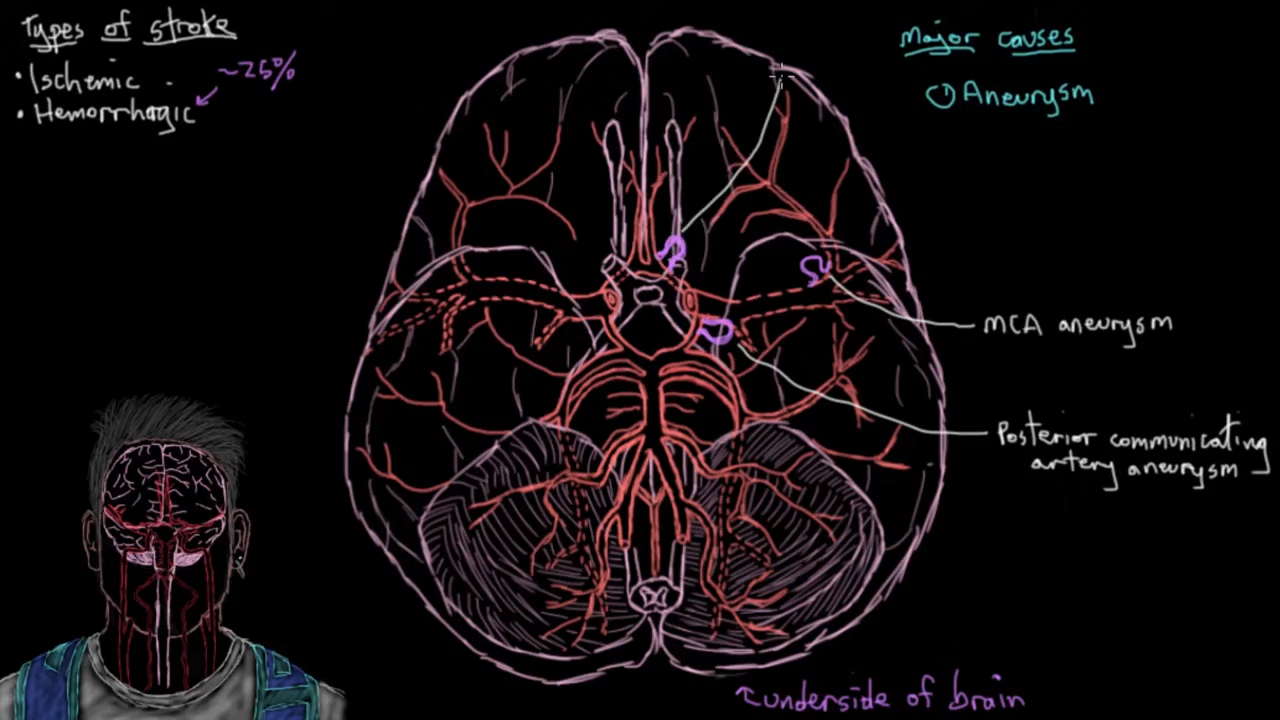 Types of stroke
• Ischemic
• Hemorrhagic
~25%
Major causes
① Aneurysm
MCA aneurysm
Posterior communicating
artery aneurysm
underside of brain